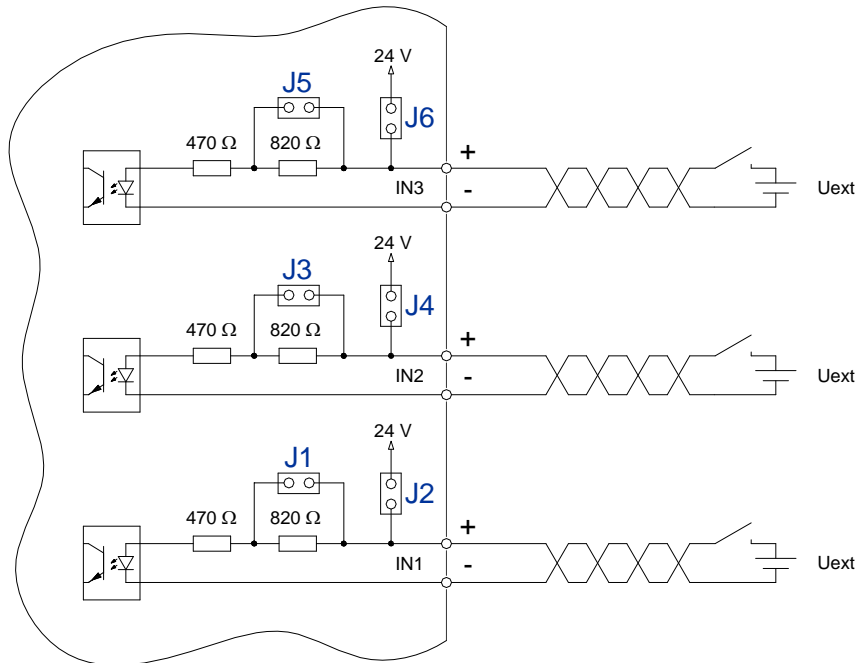 24 V
J5
J6
470 Ω
820 Ω
+
IN3
-
Uext
24 V
J3
J4
470 Ω
820 Ω
+
IN2
-
Uext
24 V
J1
J2
470 Ω
820 Ω
+
IN1
-
Uext